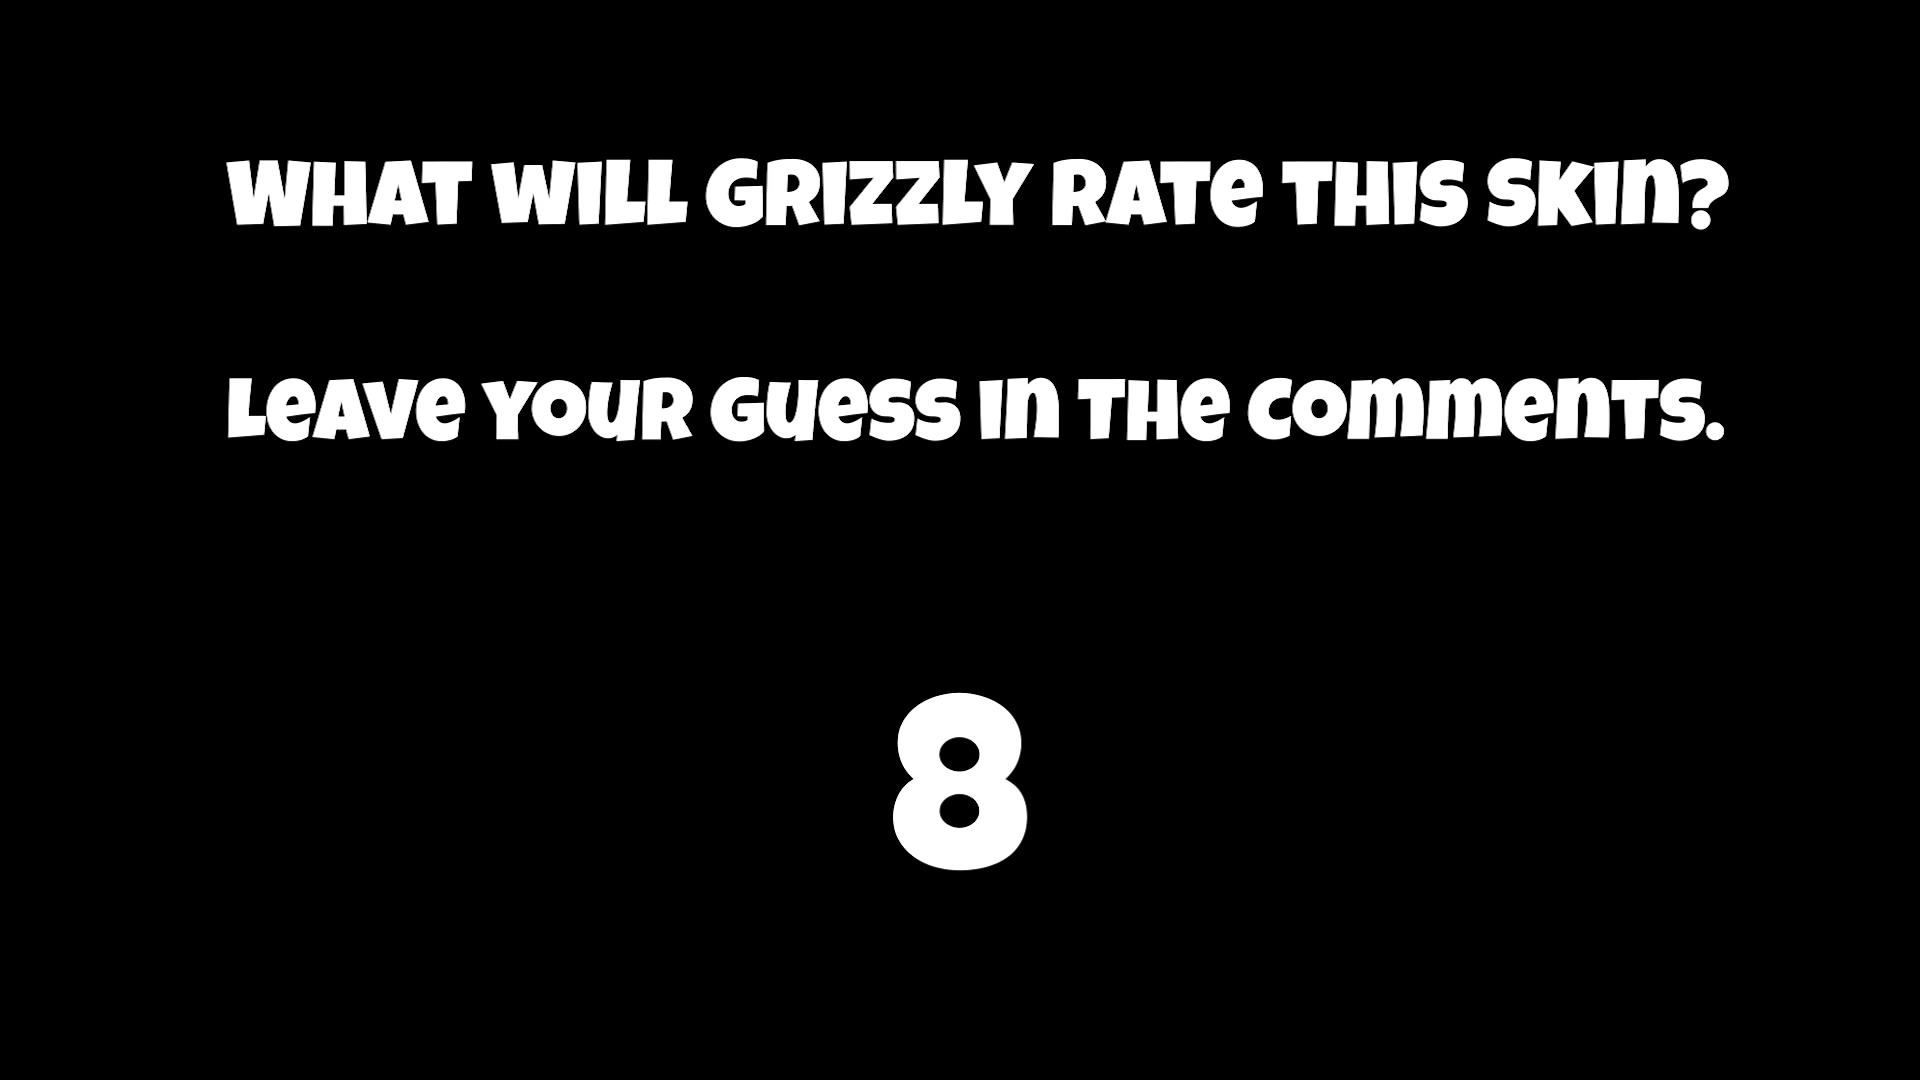 WHAT WILL GRIZZLY RATE THIS SKIN?
LEAVE YOUR GUESS IN THE COMMENTS.
8